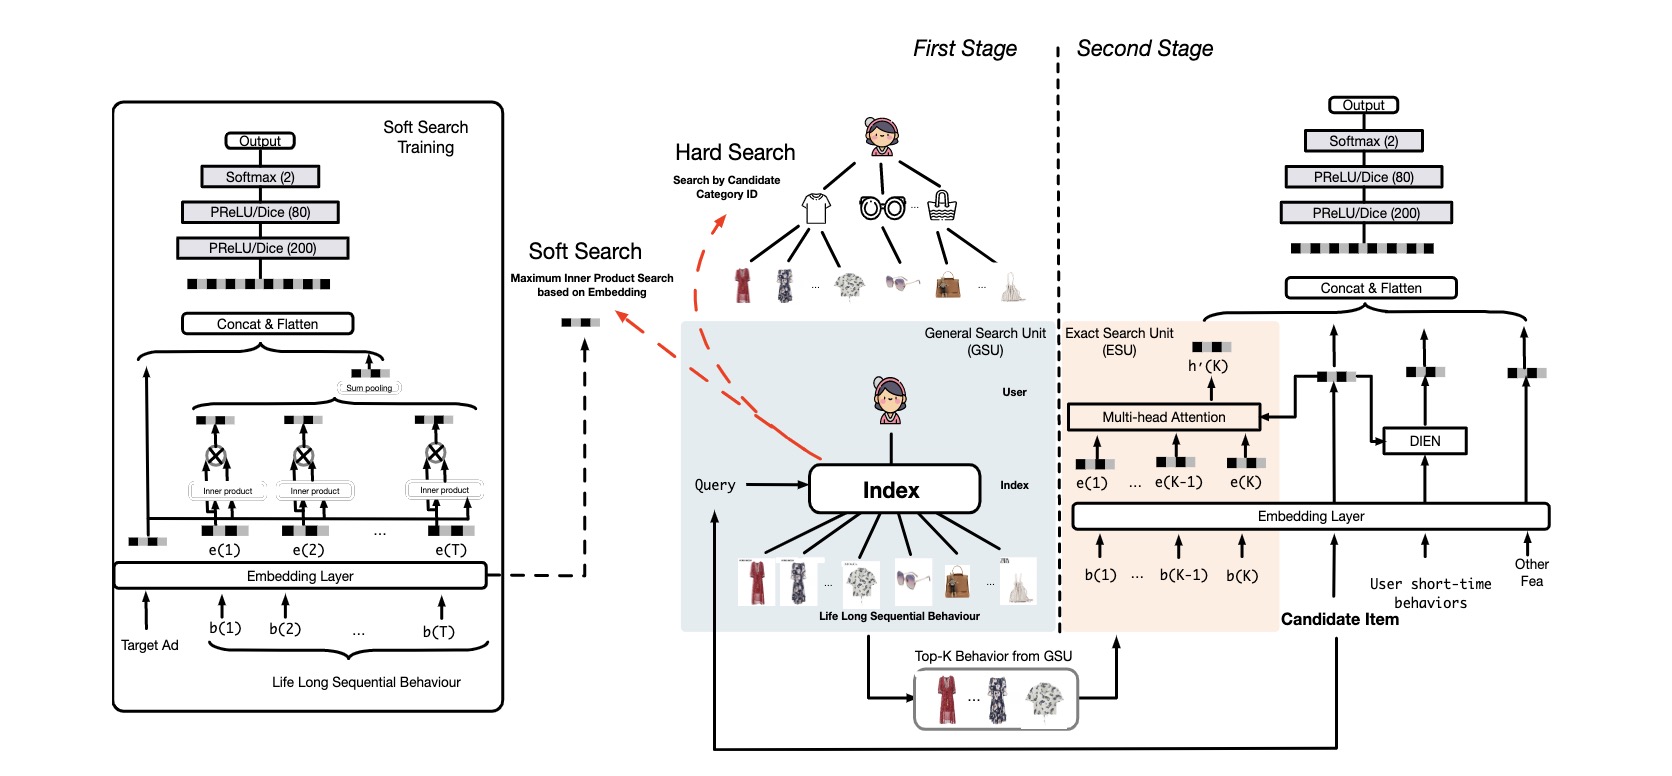 First Stage
Second Stage
Soft Search
Training
Output
Softmax (2)
PReLU/Dice (80)
PReLU/Dice (200)
Concat & Flatten
Sum pooling
Inner product
Inner product
Inner product
e(1)
e(2)
...
e(T)
Embedding Layer
Target Ad
b(1)
b(2)
...
b(T)
Life Long Sequential Behaviour
Soft Search
Maximum Inner Product Search
based on Embedding
Hard Search
Search by Candidate
Category ID
...
...
...
General Search Unit
(GSU)
User
Query
Index
Index
...
...
Life Long Sequential Behaviour
Top-K Behavior from GSU
...
Exact Search Unit
(ESU)
h'(K)
Multi-head Attention
e(1)
...
e(K-1)
e(K)
Embedding Layer
b(1)
...
b(K-1)
b(K)
Candidate Item
User short-time
behaviors
Other
Fea
DIEN
Concat & Flatten
PReLU/Dice (200)
PReLU/Dice (80)
Softmax (2)
Output